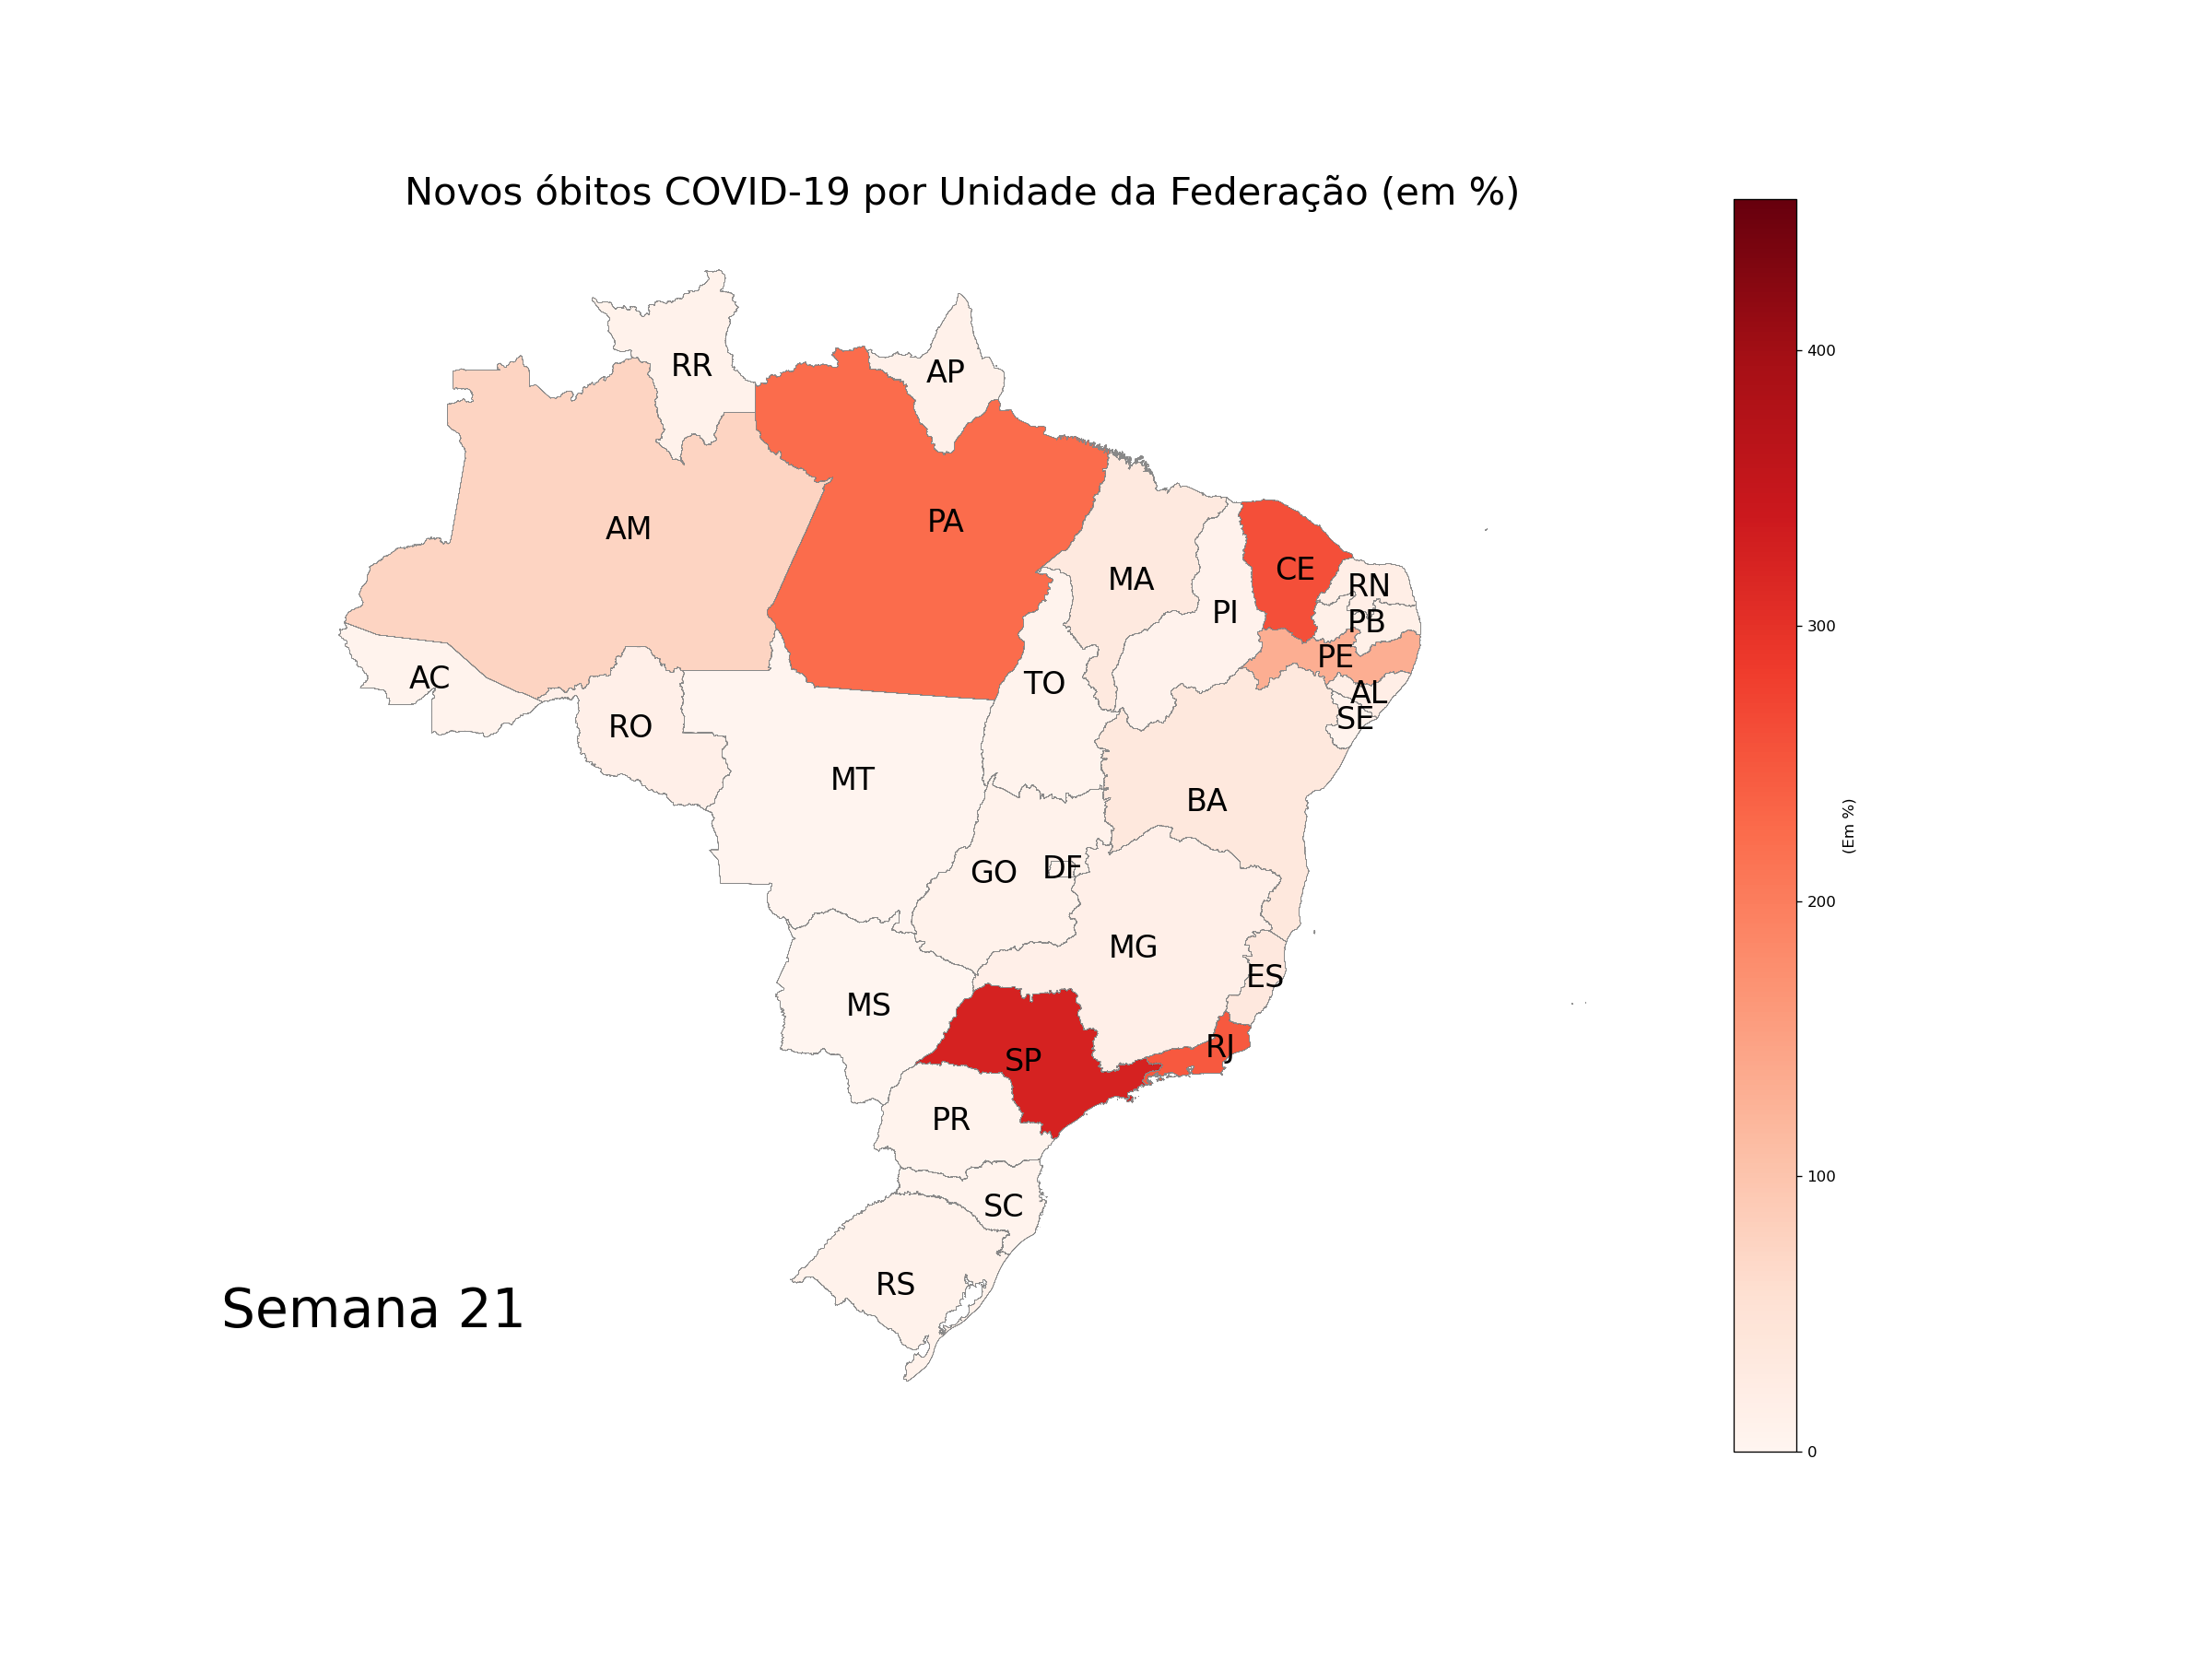 Novos óbitos COVID-19 por Unidade da Federação (em %)
RR
AP
AM
PA
MA
CE
RN
PI
PB
PE
AC
TO
AL
SE
RO
MT
BA
GO
DF
MG
ES
MS
RJ
SP
PR
SC
RS
Semana 21
400
300
200
100
0
(Em %)